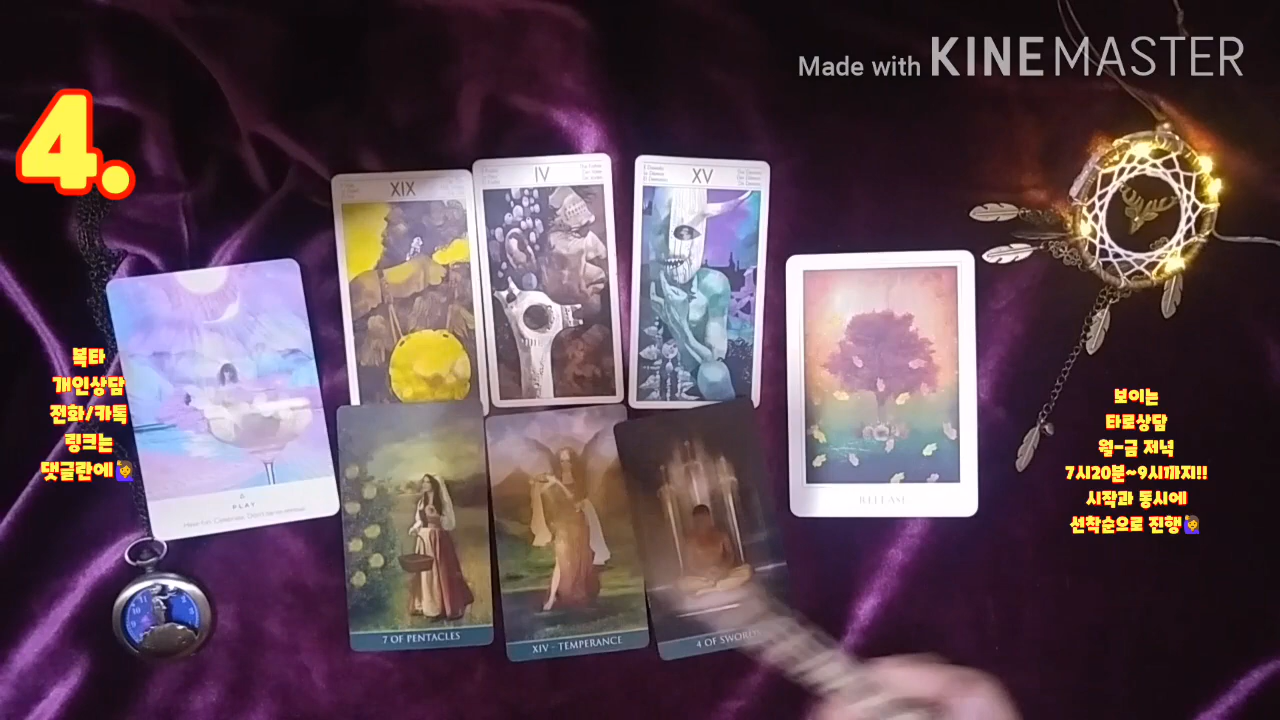 Made with KINEMASTER
4.
XIX
IV
XV
복타
개인상담
전화/카톡
링크는
댓글란에🙋‍♀️
보이는
타로상담
월-금 저녁
7시20분~9시까지!!
시작과 동시에
선착순으로 진행🙋‍♀️
PLAY
RELEASE
7 OF PENTACLES
XIV - TEMPERANCE
4 OF SWORDS